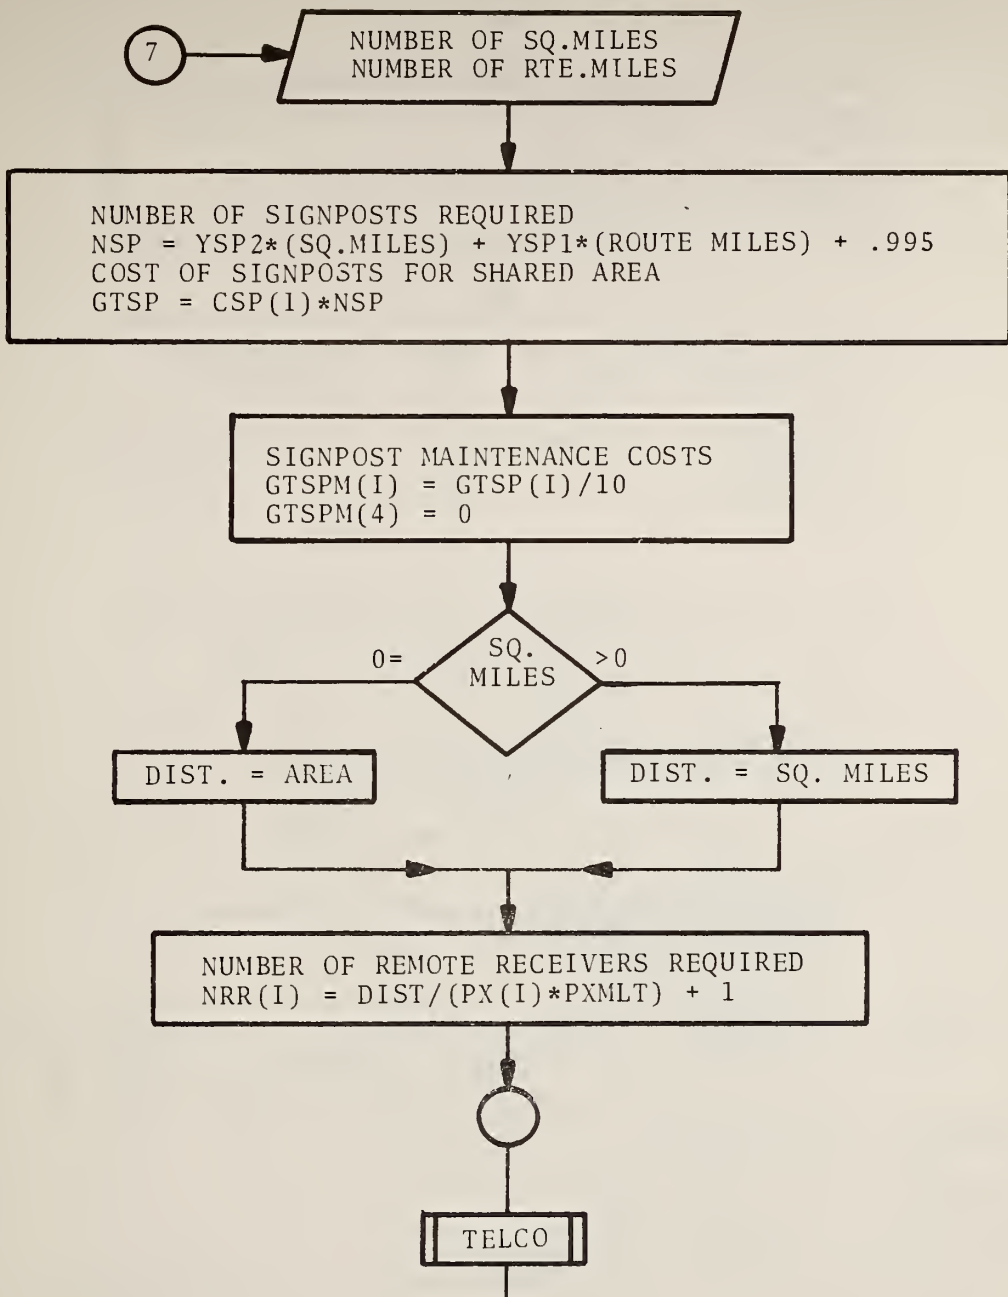 7
NUMBER OF SQ.MILES
NUMBER OF RTE.MILES
NUMBER OF SIGNPOSTS REQUIRED
NSP = YSP2*(SQ.MILES) + YSP1*(ROUTE MILES) + .995
COST OF SIGNPOSTS FOR SHARED AREA
GTSP = CSP(1)*NSP
SIGNPOST MAINTENANCE COSTS
GTSPM(I) = GTSP(I)/10
GTSPM(4) = 0
0=
SQ.
MILES
>0
DIST. = AREA
DIST. = SQ. MILES
NUMBER OF REMOTE RECEIVERS REQUIRED
NRR(I) = DIST/(PX(I)*PXMLT) + 1
TELCO